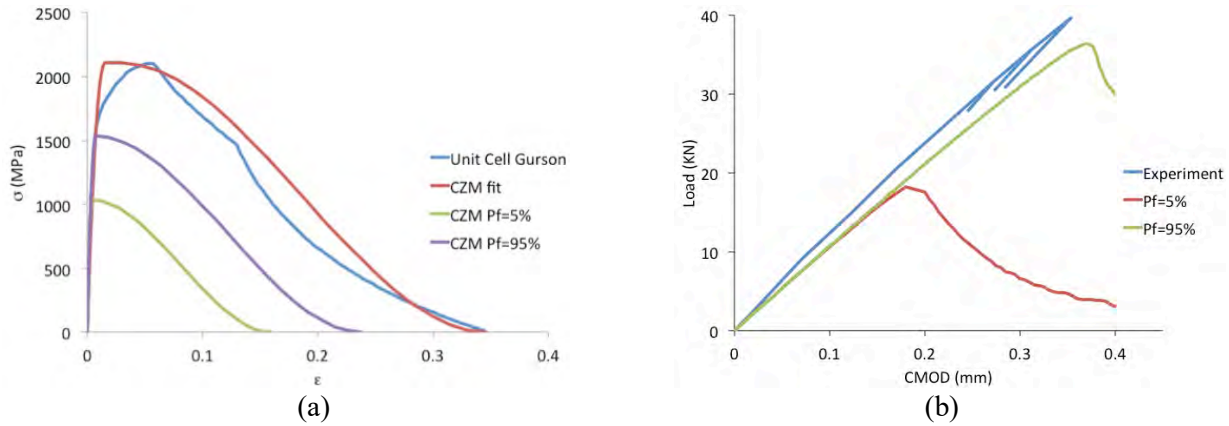 2500
2000
1500
1000
500
0
σ (MPa)
0 0.1 0.2 0.3 0.4
ε
Unit Cell Gurson
CZM fit
CZM Pf=5%
CZM Pf=95%
(a)
40
30
20
10
0
Load (KN)
0 0.1 0.2 0.3 0.4
CMOD (mm)
Experiment
Pf=5%
Pf=95%
(b)